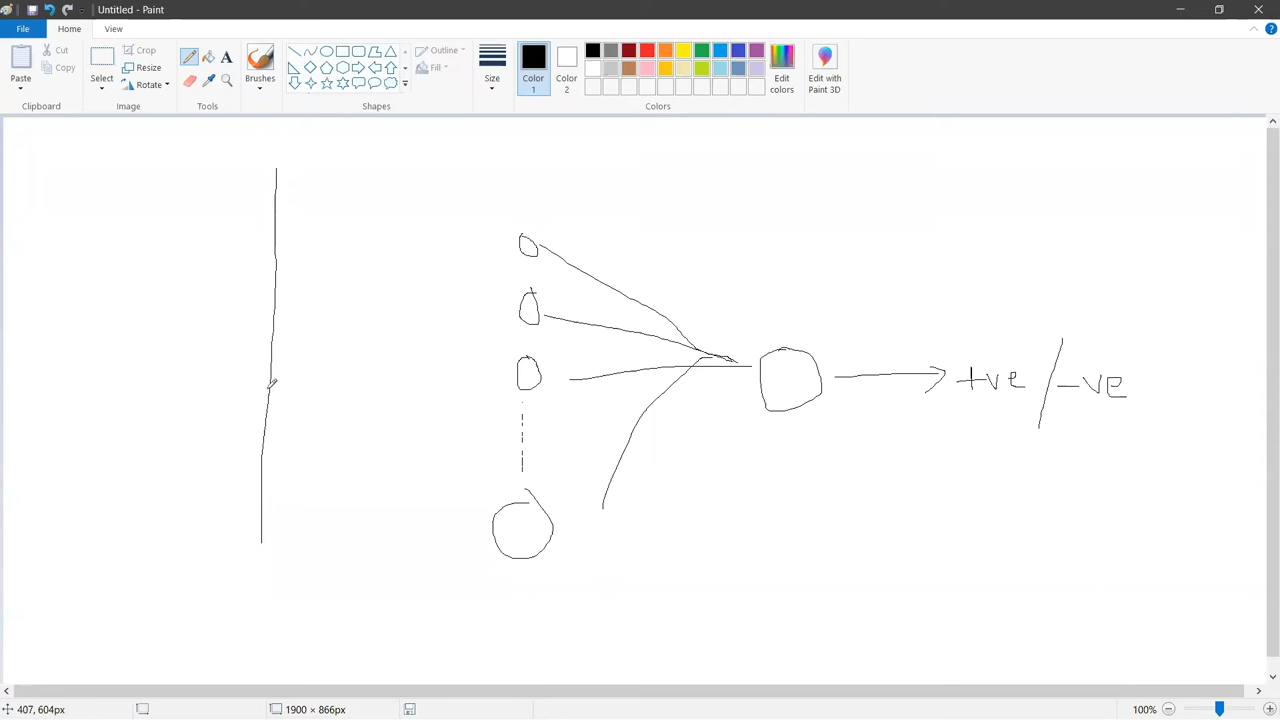 Untitled - Paint
File
Home
View
Paste
Cut
Copy
Clipboard
Select
Crop
Resize
Rotate
Image
A
Tools
Brushes
Shapes
Outline
Fill
Size
Color 1
Color 2
Edit colors
Colors
Edit with Paint 3D
+ve / -ve
407, 604px
1900 × 866px
100%